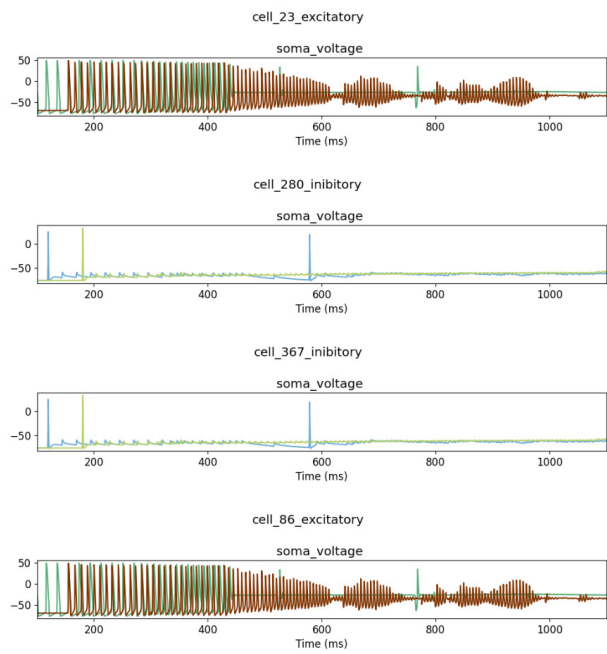 cell_23_excitatory
soma_voltage
50
0
−50
200 400 600 800 1000
Time (ms)
cell_280_inibitory
soma_voltage
0
−50
200 400 600 800 1000
Time (ms)
cell_367_inibitory
soma_voltage
0
−50
200 400 600 800 1000
Time (ms)
cell_86_excitatory
soma_voltage
50
0
−50
200 400 600 800 1000
Time (ms)